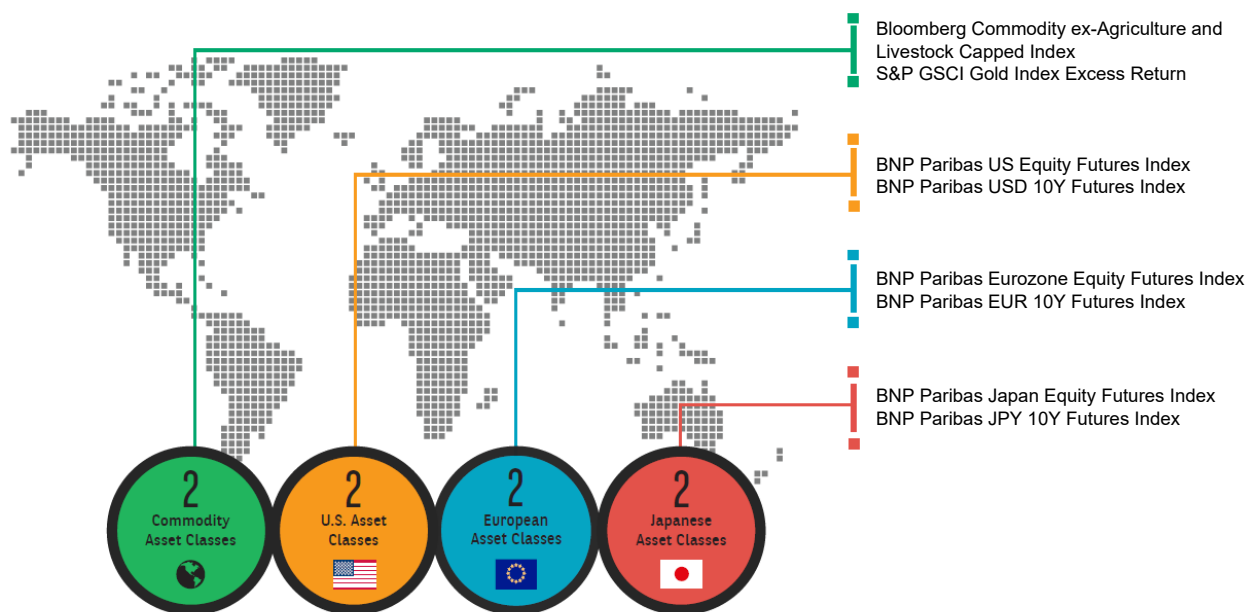 Bloomberg Commodity ex-Agriculture and
Livestock Capped Index
S&P GSCI Gold Index Excess Return
BNP Paribas US Equity Futures Index
BNP Paribas USD 10Y Futures Index
BNP Paribas Eurozone Equity Futures Index
BNP Paribas EUR 10Y Futures Index
BNP Paribas Japan Equity Futures Index
BNP Paribas JPY 10Y Futures Index
2
Commodity
Asset Classes
2
U.S. Asset
Classes
2
European
Asset Classes
2
Japanese
Asset Classes